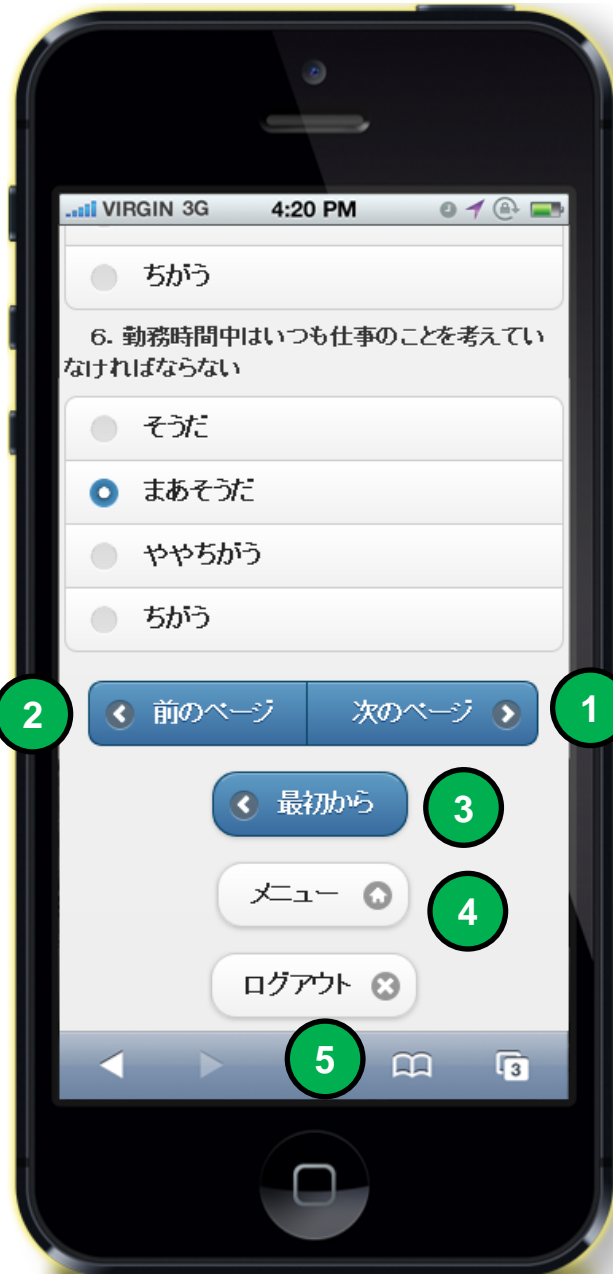 VIRGIN 3G 4:20 PM
ちがう
6. 勤務時間中はいつも仕事のことを考えてい
なければならない
そうだ
まあそうだ
ややちがう
ちがう
2 前のページ 次のページ 1
最初から 3
メニュー 4
ログアウト
5 3